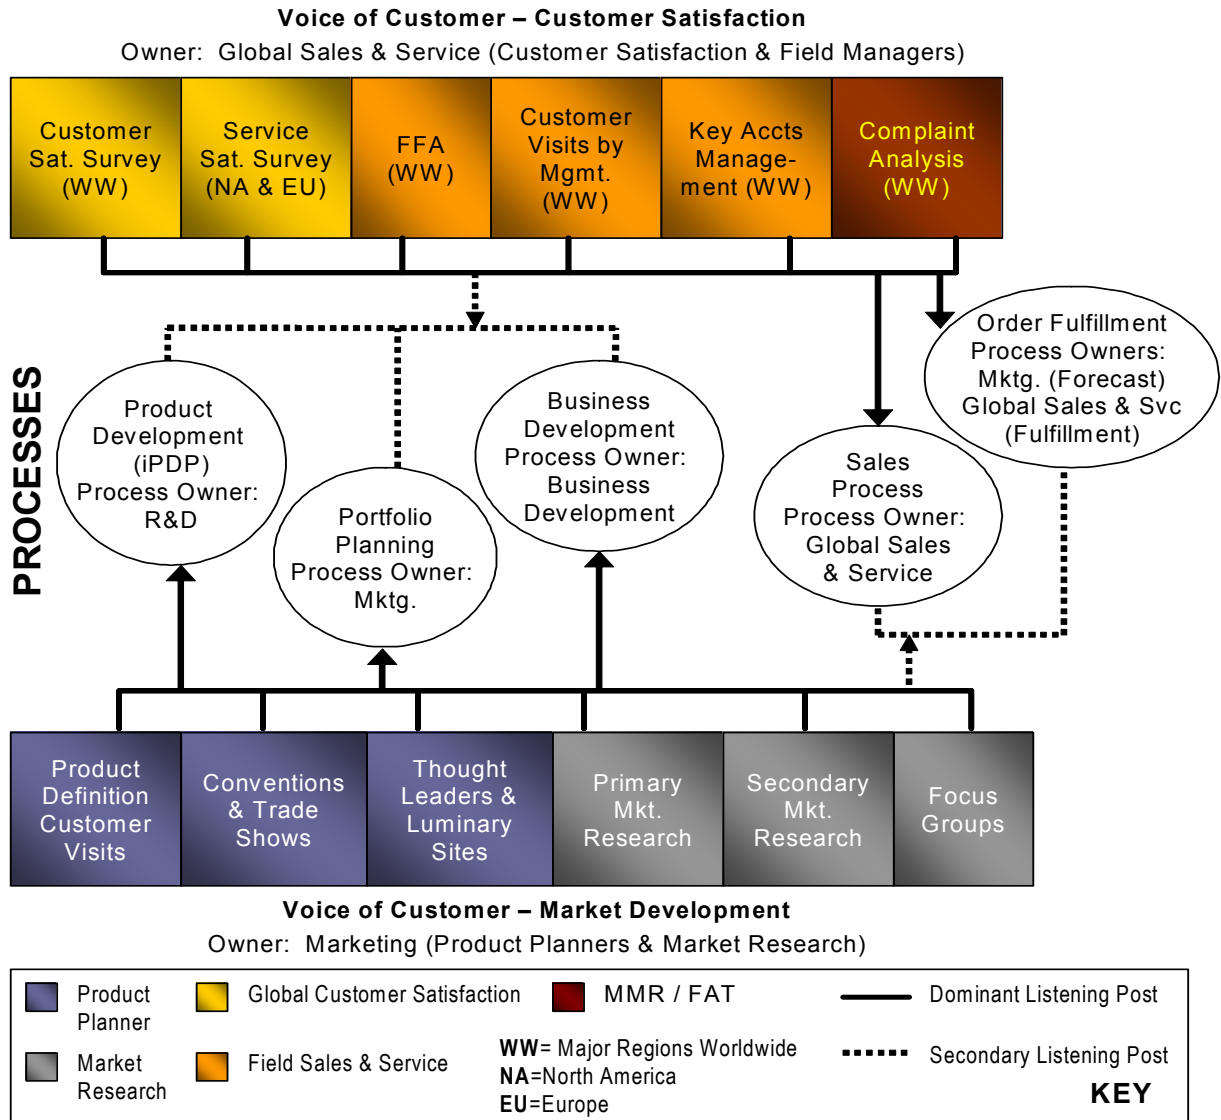 Voice of Customer – Customer Satisfaction
Owner:  Global Sales & Service (Customer Satisfaction & Field Managers)
Customer
Sat. Survey
(WW)
Service
Sat. Survey
(NA & EU)
FFA
(WW)
Customer
Visits by
Mgmt.
(WW)
Key Accts
Manage-
ment (WW)
Complaint
Analysis
(WW)
PROCESSES
Product
Development
(iPDP)
Process Owner:
R&D
Portfolio
Planning
Process Owner:
Mktg.
Business
Development
Process Owner:
Business
Development
Sales
Process
Process Owner:
Global Sales
& Service
Order Fulfillment
Process Owners:
Mktg. (Forecast)
Global Sales & Svc
(Fulfillment)
Product
Definition
Customer
Visits
Conventions
& Trade
Shows
Thought
Leaders &
Luminary
Sites
Primary
Mkt.
Research
Secondary
Mkt.
Research
Focus
Groups
Voice of Customer – Market Development
Owner:  Marketing (Product Planners & Market Research)
Product
Planner
Global Customer Satisfaction
MMR / FAT
Dominant Listening Post
Market
Research
Field Sales & Service
WW= Major Regions Worldwide
NA=North America
EU=Europe
Secondary Listening Post
KEY